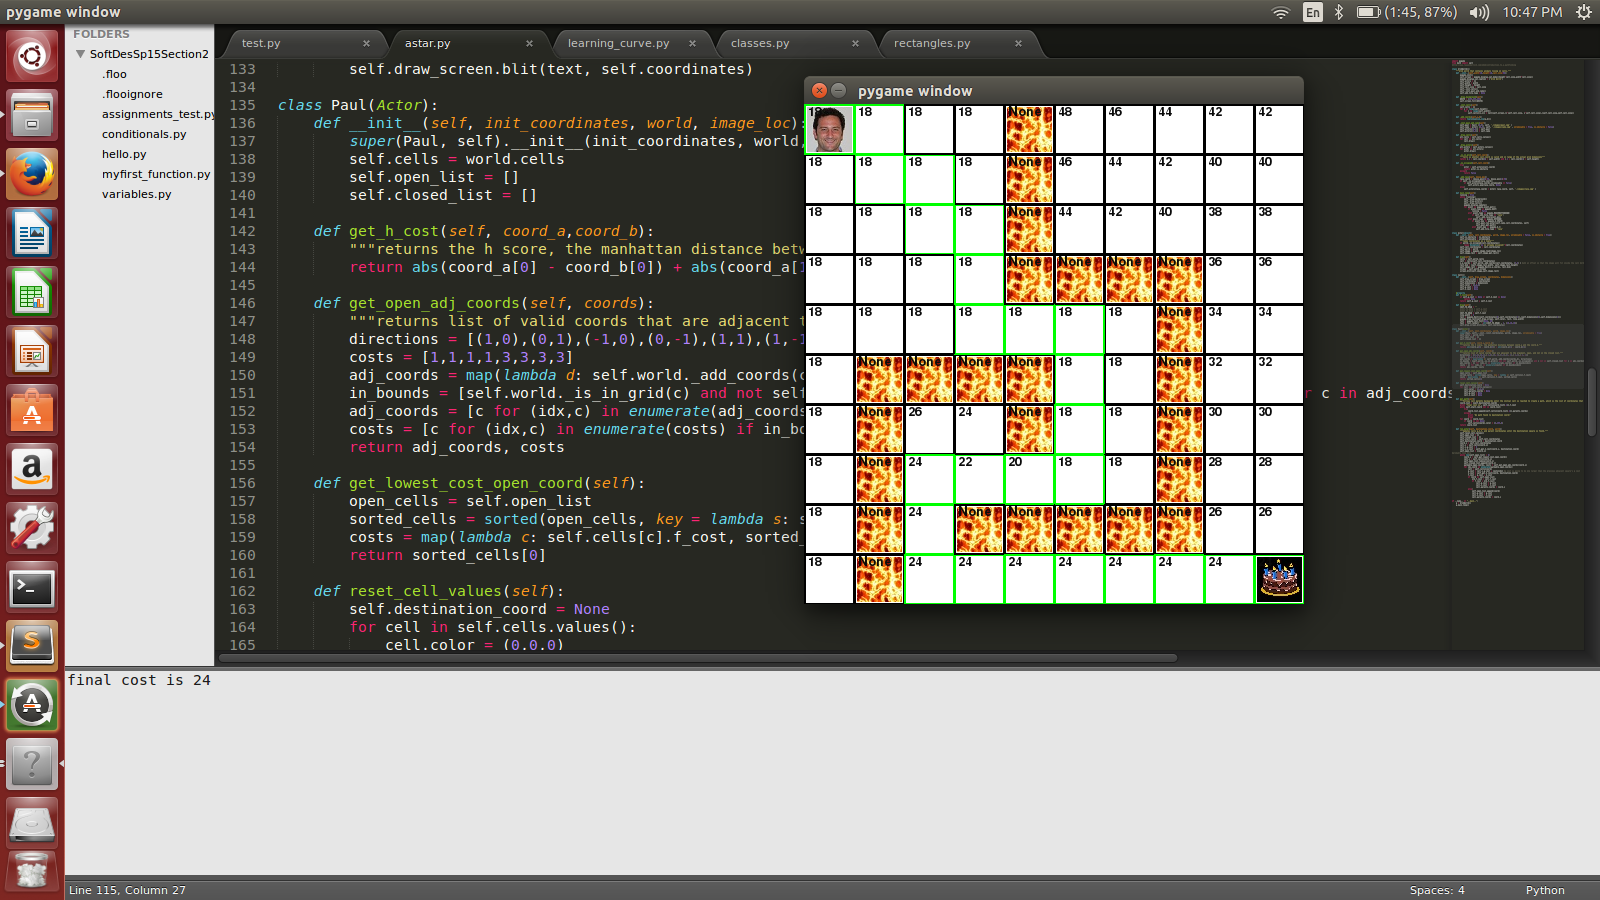 pygame window
En
(1:45, 87%)
10:47 PM
FOLDERS
SoftDesSp15Section2
.floo
.flooignore
assignments_test.py
conditionals.py
hello.py
myfirst_function.py
variables.py
test.py × astar.py × learning_curve.py × classes.py × rectangles.py ×
133 self.draw_screen.blit(text, self.coordinates)
134
135 class Paul(Actor):
136 def __init__(self, init_coordinates, world, image_loc):
137 super(Paul, self).__init__(init_coordinates, world,
138 self.cells = world.cells
139 self.open_list = []
140 self.closed_list = []
141
142 def get_h_cost(self, coord_a,coord_b):
143 """returns the h score, the manhattan distance betw
144 return abs(coord_a[0] - coord_b[0]) + abs(coord_a[1
145
146 def get_open_adj_coords(self, coords):
147 """returns list of valid coords that are adjacent t
148 directions = [(1,0),(0,1),(-1,0),(0,-1),(1,1),(1,-1
149 costs = [1,1,1,1,3,3,3,3]
150 adj_coords = map(lambda d: self.world._add_coords(c
151 in_bounds = [self.world._is_in_grid(c) and not self r c in adj_coords
152 adj_coords = [c for (idx,c) in enumerate(adj_coords
153 costs = [c for (idx,c) in enumerate(costs) if in_bo
154 return adj_coords, costs
155
156 def get_lowest_cost_open_coord(self):
157 open_cells = self.open_list
158 sorted_cells = sorted(open_cells, key = lambda s: s
159 costs = map(lambda c: self.cells[c].f_cost, sorted_
160 return sorted_cells[0]
161
162 def reset_cell_values(self):
163 self.destination_coord = None
164 for cell in self.cells.values():
165 cell.color = (0,0,0)
pygame window
18 18 18 18 None 48 46 44 42 42
18 18 18 18 None 46 44 42 40 40
18 18 18 18 None 44 42 40 38 38
18 18 18 18 None None None None 36 36
18 18 18 18 18 18 18 None 34 34
18 None None None None 18 18 None 32 32
18 None 26 24 None 18 18 None 30 30
18 None 24 22 20 18 18 None 28 28
18 None 24 None None None None None 26 26
18 None 24 24 24 24 24 24 24
final cost is 24
Line 115, Column 27
Spaces: 4
Python